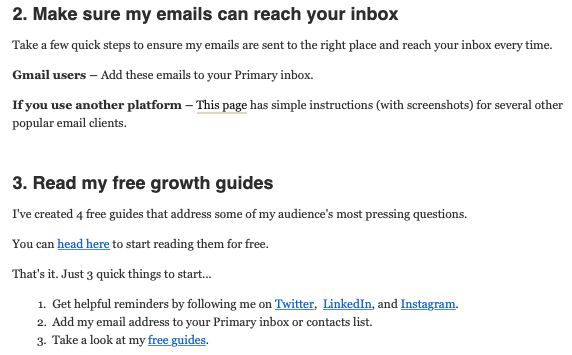 2. Make sure my emails can reach your inbox
Take a few quick steps to ensure my emails are sent to the right place and reach your inbox every time.
Gmail users – Add these emails to your Primary inbox.
If you use another platform – This page has simple instructions (with screenshots) for several other
popular email clients.
3. Read my free growth guides
I've created 4 free guides that address some of my audience's most pressing questions.
You can head here to start reading them for free.
That's it. Just 3 quick things to start...
1. Get helpful reminders by following me on Twitter, LinkedIn, and Instagram.
2. Add my email address to your Primary inbox or contacts list.
3. Take a look at my free guides.